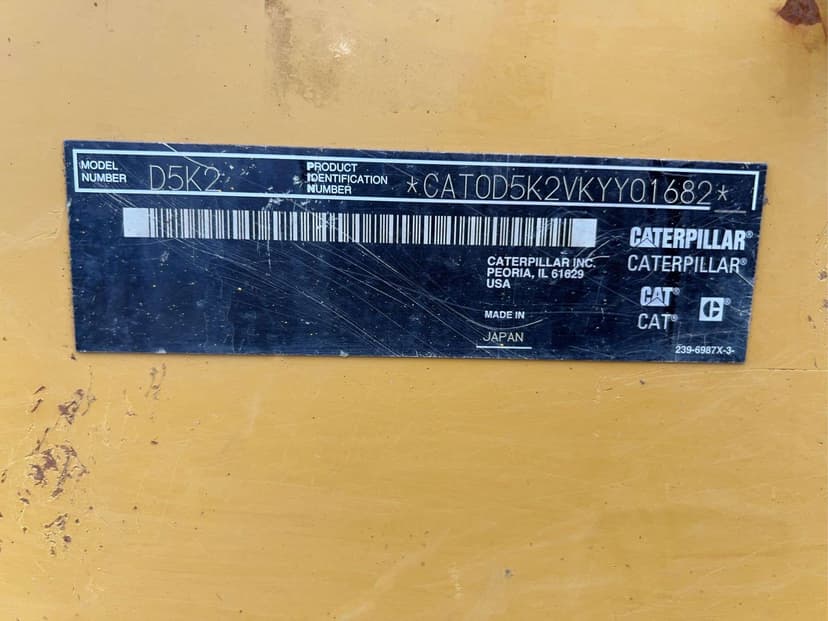 MODEL NUMBER D5K2
PRODUCT IDENTIFICATION NUMBER *CAT0D5K2VKYY01682*
CATERPILLAR®
CATERPILLAR®
CATERPILLAR INC.
PEORIA, IL 61629
USA
CAT®
CAT®
C®
MADE IN
JAPAN
239-6987X-3-